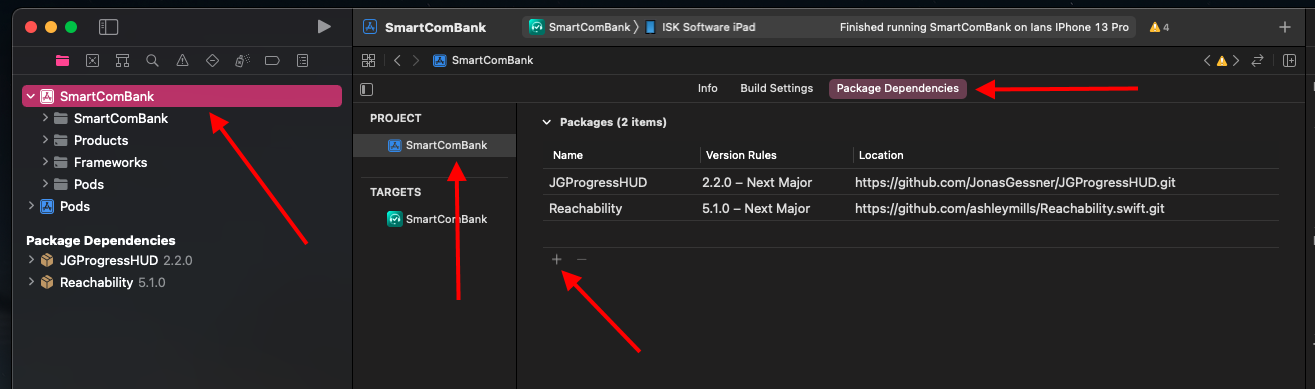 SmartComBank
SmartComBank
ISK Software iPad
Finished running SmartComBank on Ians IPhone 13 Pro
4
SmartComBank
SmartComBank
SmartComBank
Products
Frameworks
Pods
Pods
Package Dependencies
JGProgressHUD 2.2.0
Reachability 5.1.0
Info
Build Settings
Package Dependencies
PROJECT
SmartComBank
TARGETS
SmartComBank
Packages (2 items)
Name Version Rules Location
JGProgressHUD 2.2.0 – Next Major https://github.com/JonasGessner/JGProgressHUD.git
Reachability 5.1.0 – Next Major https://github.com/ashleymills/Reachability.swift.git